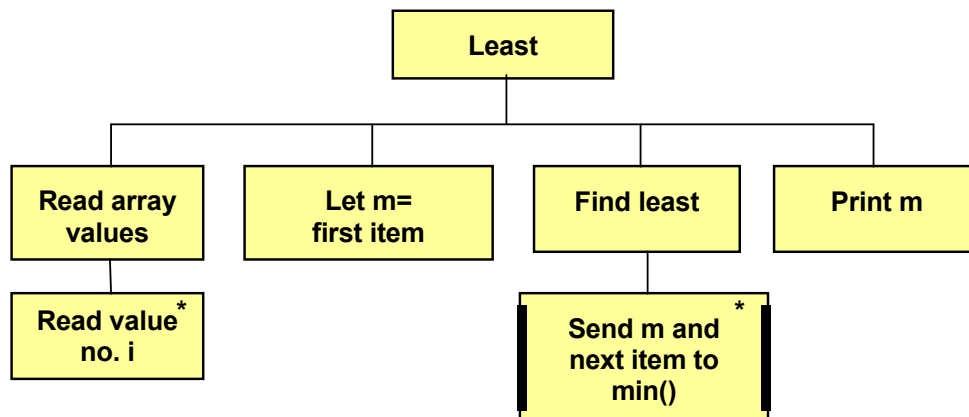 Least
Read array
values
Let m=
first item
Find least
Print m
Read value *
no. i
Send m and *
next item to
min()